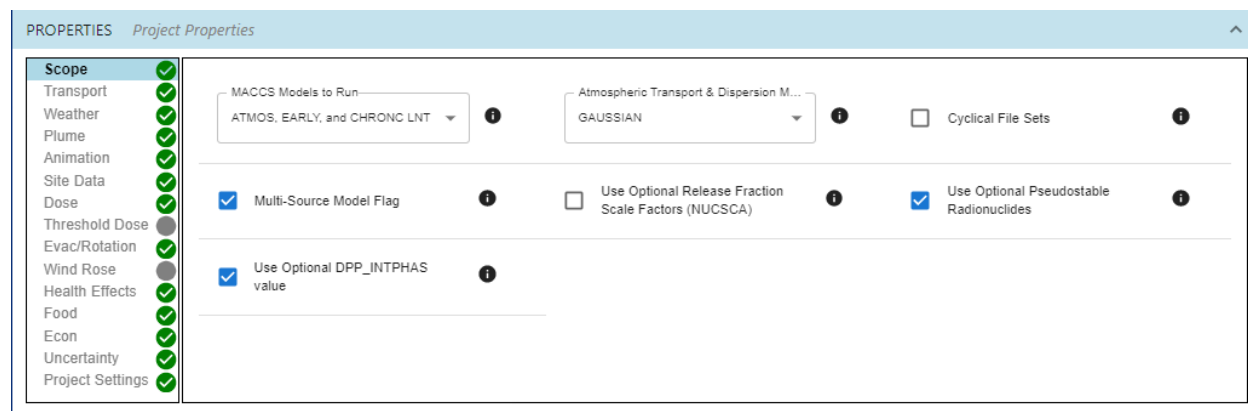 PROPERTIES Project Properties
Scope
Transport
Weather
Plume
Animation
Site Data
Dose
Threshold Dose
Evac/Rotation
Wind Rose
Health Effects
Food
Econ
Uncertainty
Project Settings
MACCS Models to Run
ATMOS, EARLY, and CHRONC LNT
Atmospheric Transport & Dispersion M...
GAUSSIAN
Cyclical File Sets
Multi-Source Model Flag
Use Optional Release Fraction
Scale Factors (NUCSCA)
Use Optional Pseudostable
Radionuclides
Use Optional DPP_INTPHAS
value